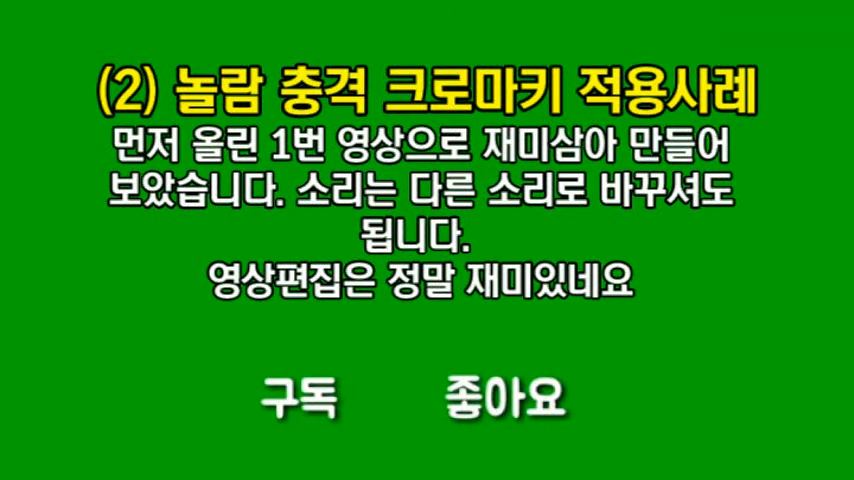 (2) 놀람 충격 크로마키 적용사례
먼저 올린 1번 영상으로 재미삼아 만들어
보았습니다. 소리는 다른 소리로 바꾸셔도
됩니다.
영상편집은 정말 재미있네요
구독 좋아요